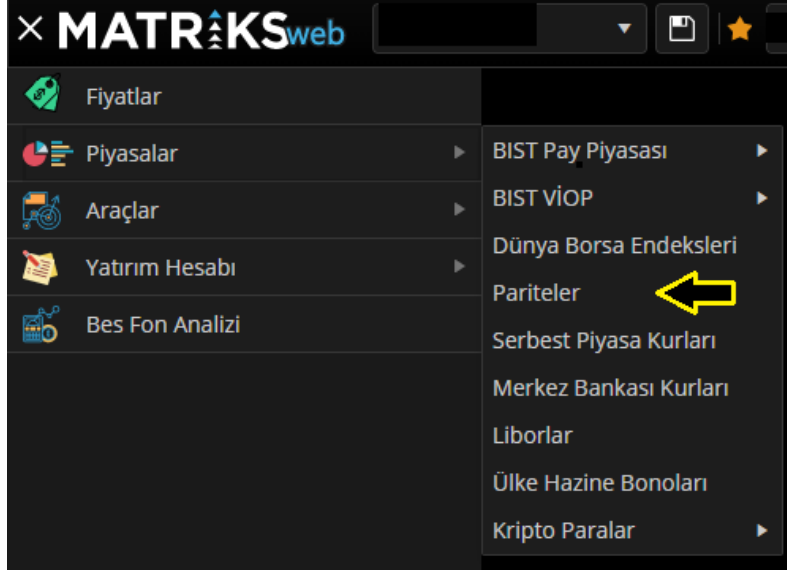 MATRİKSweb
Fiyatlar
Piyasalar
Araçlar
Yatırım Hesabı
Bes Fon Analizi
BIST Pay Piyasası
BIST VİOP
Dünya Borsa Endeksleri
Pariteler
Serbest Piyasa Kurları
Merkez Bankası Kurları
Liborlar
Ülke Hazine Bonoları
Kripto Paralar